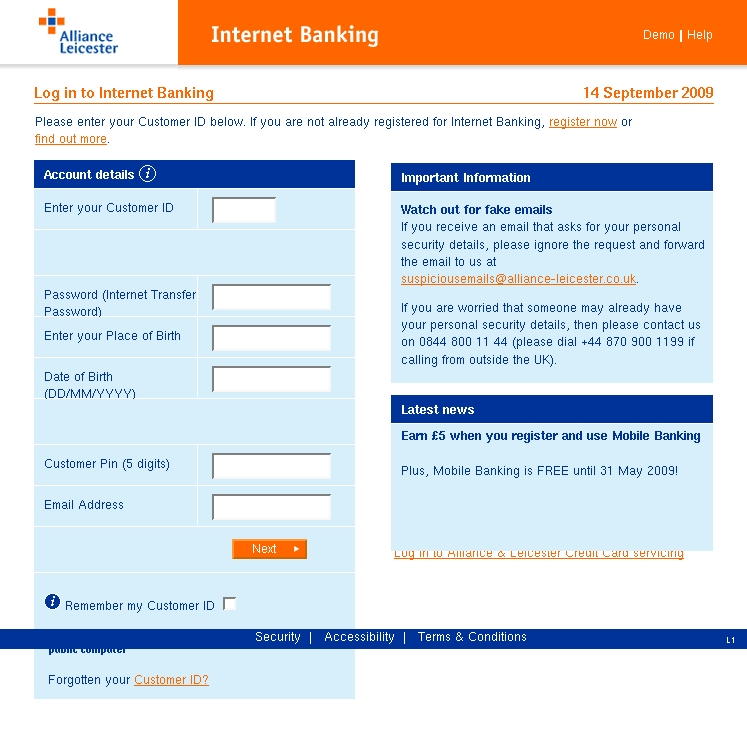 Alliance
Leicester
Internet Banking
Demo | Help
Log in to Internet Banking
14 September 2009
Please enter your Customer ID below. If you are not already registered for Internet Banking, register now or
find out more.
Account details i
Enter your Customer ID
Password (Internet Transfer
Password)
Enter your Place of Birth
Date of Birth
(DD/MM/YYYY)
Customer Pin (5 digits)
Email Address
Next
i Remember my Customer ID
public computer
Forgotten your Customer ID?
Important Information
Watch out for fake emails
If you receive an email that asks for your personal
security details, please ignore the request and forward
the email to us at
suspiciousemails@alliance-leicester.co.uk.
If you are worried that someone may already have
your personal security details, then please contact us
on 0844 800 11 44 (please dial +44 870 900 1199 if
calling from outside the UK).
Latest news
Earn £5 when you register and use Mobile Banking
Plus, Mobile Banking is FREE until 31 May 2009!
Log in to Alliance & Leicester Credit Card servicing
Security | Accessibility | Terms & Conditions
L1